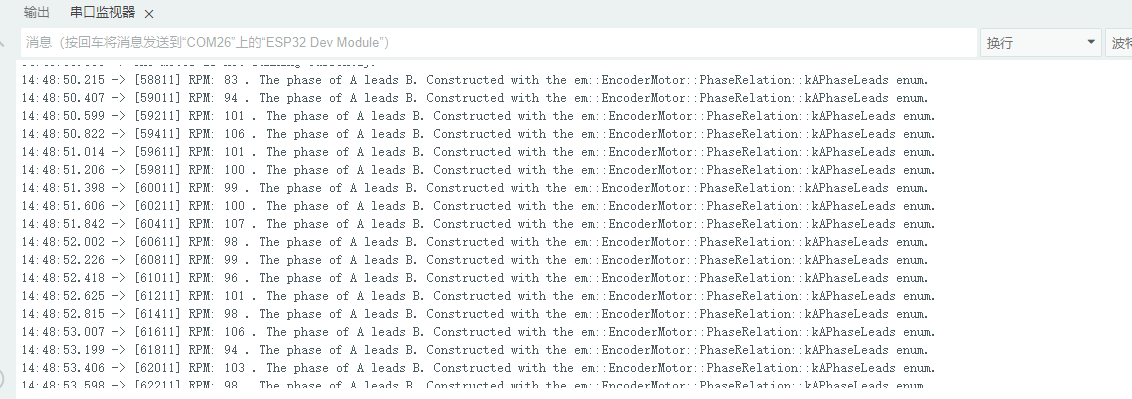 输出 串口监视器 ×
消息（按回车将消息发送到“COM26”上的“ESP32 Dev Module”）
换行
波特
14:48:50.215 -> [58811] RPM: 83 . The phase of A leads B. Constructed with the em::EncoderMotor::PhaseRelation::kAPhaseLeads enum.
14:48:50.407 -> [59011] RPM: 94 . The phase of A leads B. Constructed with the em::EncoderMotor::PhaseRelation::kAPhaseLeads enum.
14:48:50.599 -> [59211] RPM: 101 . The phase of A leads B. Constructed with the em::EncoderMotor::PhaseRelation::kAPhaseLeads enum.
14:48:50.822 -> [59411] RPM: 106 . The phase of A leads B. Constructed with the em::EncoderMotor::PhaseRelation::kAPhaseLeads enum.
14:48:51.014 -> [59611] RPM: 101 . The phase of A leads B. Constructed with the em::EncoderMotor::PhaseRelation::kAPhaseLeads enum.
14:48:51.206 -> [59811] RPM: 100 . The phase of A leads B. Constructed with the em::EncoderMotor::PhaseRelation::kAPhaseLeads enum.
14:48:51.398 -> [60011] RPM: 99 . The phase of A leads B. Constructed with the em::EncoderMotor::PhaseRelation::kAPhaseLeads enum.
14:48:51.606 -> [60211] RPM: 100 . The phase of A leads B. Constructed with the em::EncoderMotor::PhaseRelation::kAPhaseLeads enum.
14:48:51.842 -> [60411] RPM: 107 . The phase of A leads B. Constructed with the em::EncoderMotor::PhaseRelation::kAPhaseLeads enum.
14:48:52.002 -> [60611] RPM: 98 . The phase of A leads B. Constructed with the em::EncoderMotor::PhaseRelation::kAPhaseLeads enum.
14:48:52.226 -> [60811] RPM: 99 . The phase of A leads B. Constructed with the em::EncoderMotor::PhaseRelation::kAPhaseLeads enum.
14:48:52.418 -> [61011] RPM: 96 . The phase of A leads B. Constructed with the em::EncoderMotor::PhaseRelation::kAPhaseLeads enum.
14:48:52.625 -> [61211] RPM: 101 . The phase of A leads B. Constructed with the em::EncoderMotor::PhaseRelation::kAPhaseLeads enum.
14:48:52.815 -> [61411] RPM: 98 . The phase of A leads B. Constructed with the em::EncoderMotor::PhaseRelation::kAPhaseLeads enum.
14:48:53.007 -> [61611] RPM: 106 . The phase of A leads B. Constructed with the em::EncoderMotor::PhaseRelation::kAPhaseLeads enum.
14:48:53.199 -> [61811] RPM: 94 . The phase of A leads B. Constructed with the em::EncoderMotor::PhaseRelation::kAPhaseLeads enum.
14:48:53.406 -> [62011] RPM: 103 . The phase of A leads B. Constructed with the em::EncoderMotor::PhaseRelation::kAPhaseLeads enum.
14:48:53.598 -> [62211] RPM: 98 . The phase of A leads B. Constructed with the em::EncoderMotor::PhaseRelation::kAPhaseLeads enum.